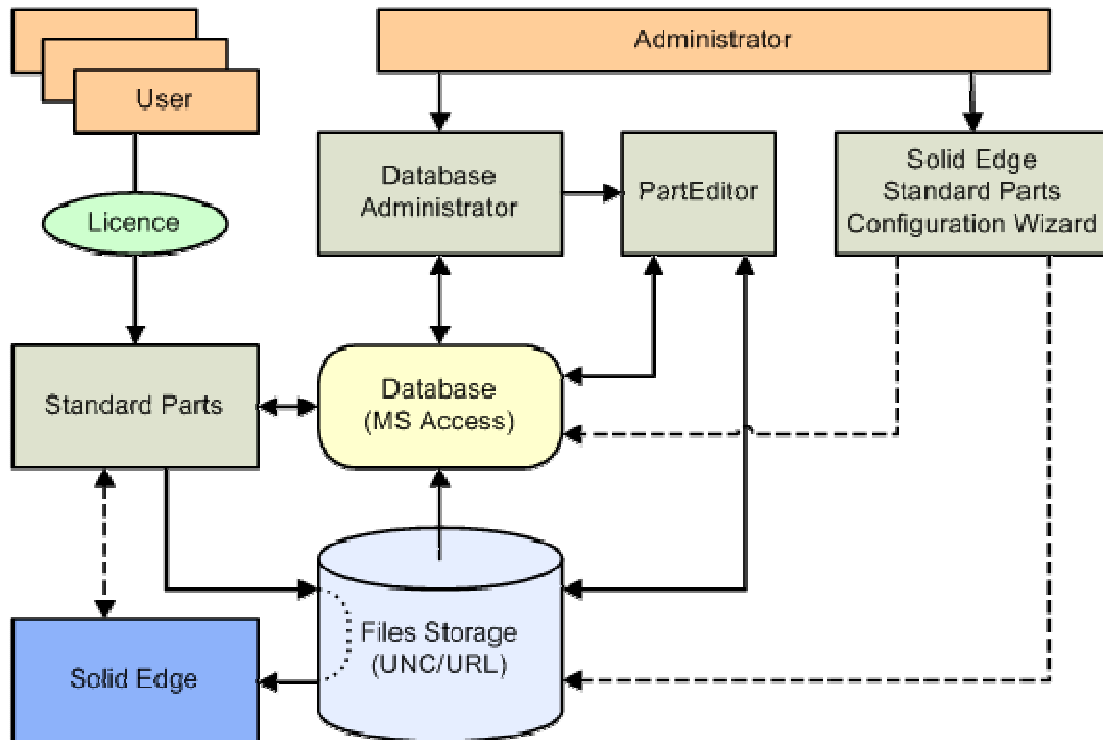 Administrator
User
Database
Administrator
PartEditor
Solid Edge
Standard Parts
Configuration Wizard
Licence
Standard Parts
Database
(MS Access)
Files Storage
(UNC/URL)
Solid Edge